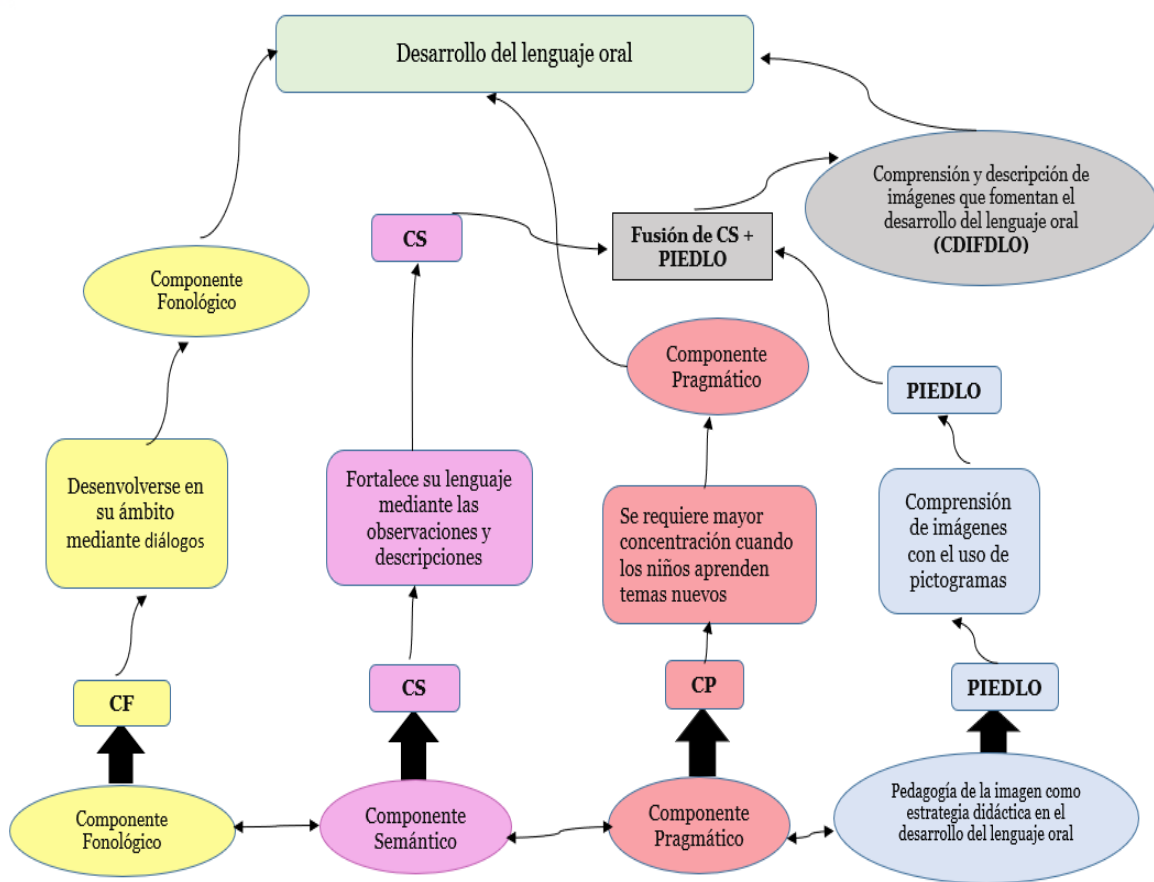 Desarrollo del lenguaje oral
Comprensión y descripción de
imágenes que fomentan el
desarrollo del lenguaje oral
(CDIFDLO)
CS
Fusión de CS +
PIEDLO
Componente
Fonológico
Componente
Pragmático
PIEDLO
Desenvolverse en
su ámbito
mediante diálogos
Fortalece su lenguaje
mediante las
observaciones y
descripciones
Se requiere mayor
concentración cuando
los niños aprenden
temas nuevos
Comprensión
de imágenes
con el uso de
pictogramas
CF
CS
CP
PIEDLO
Componente
Fonológico
Componente
Semántico
Componente
Pragmático
Pedagogía de la imagen como
estrategia didáctica en el
desarrollo del lenguaje oral